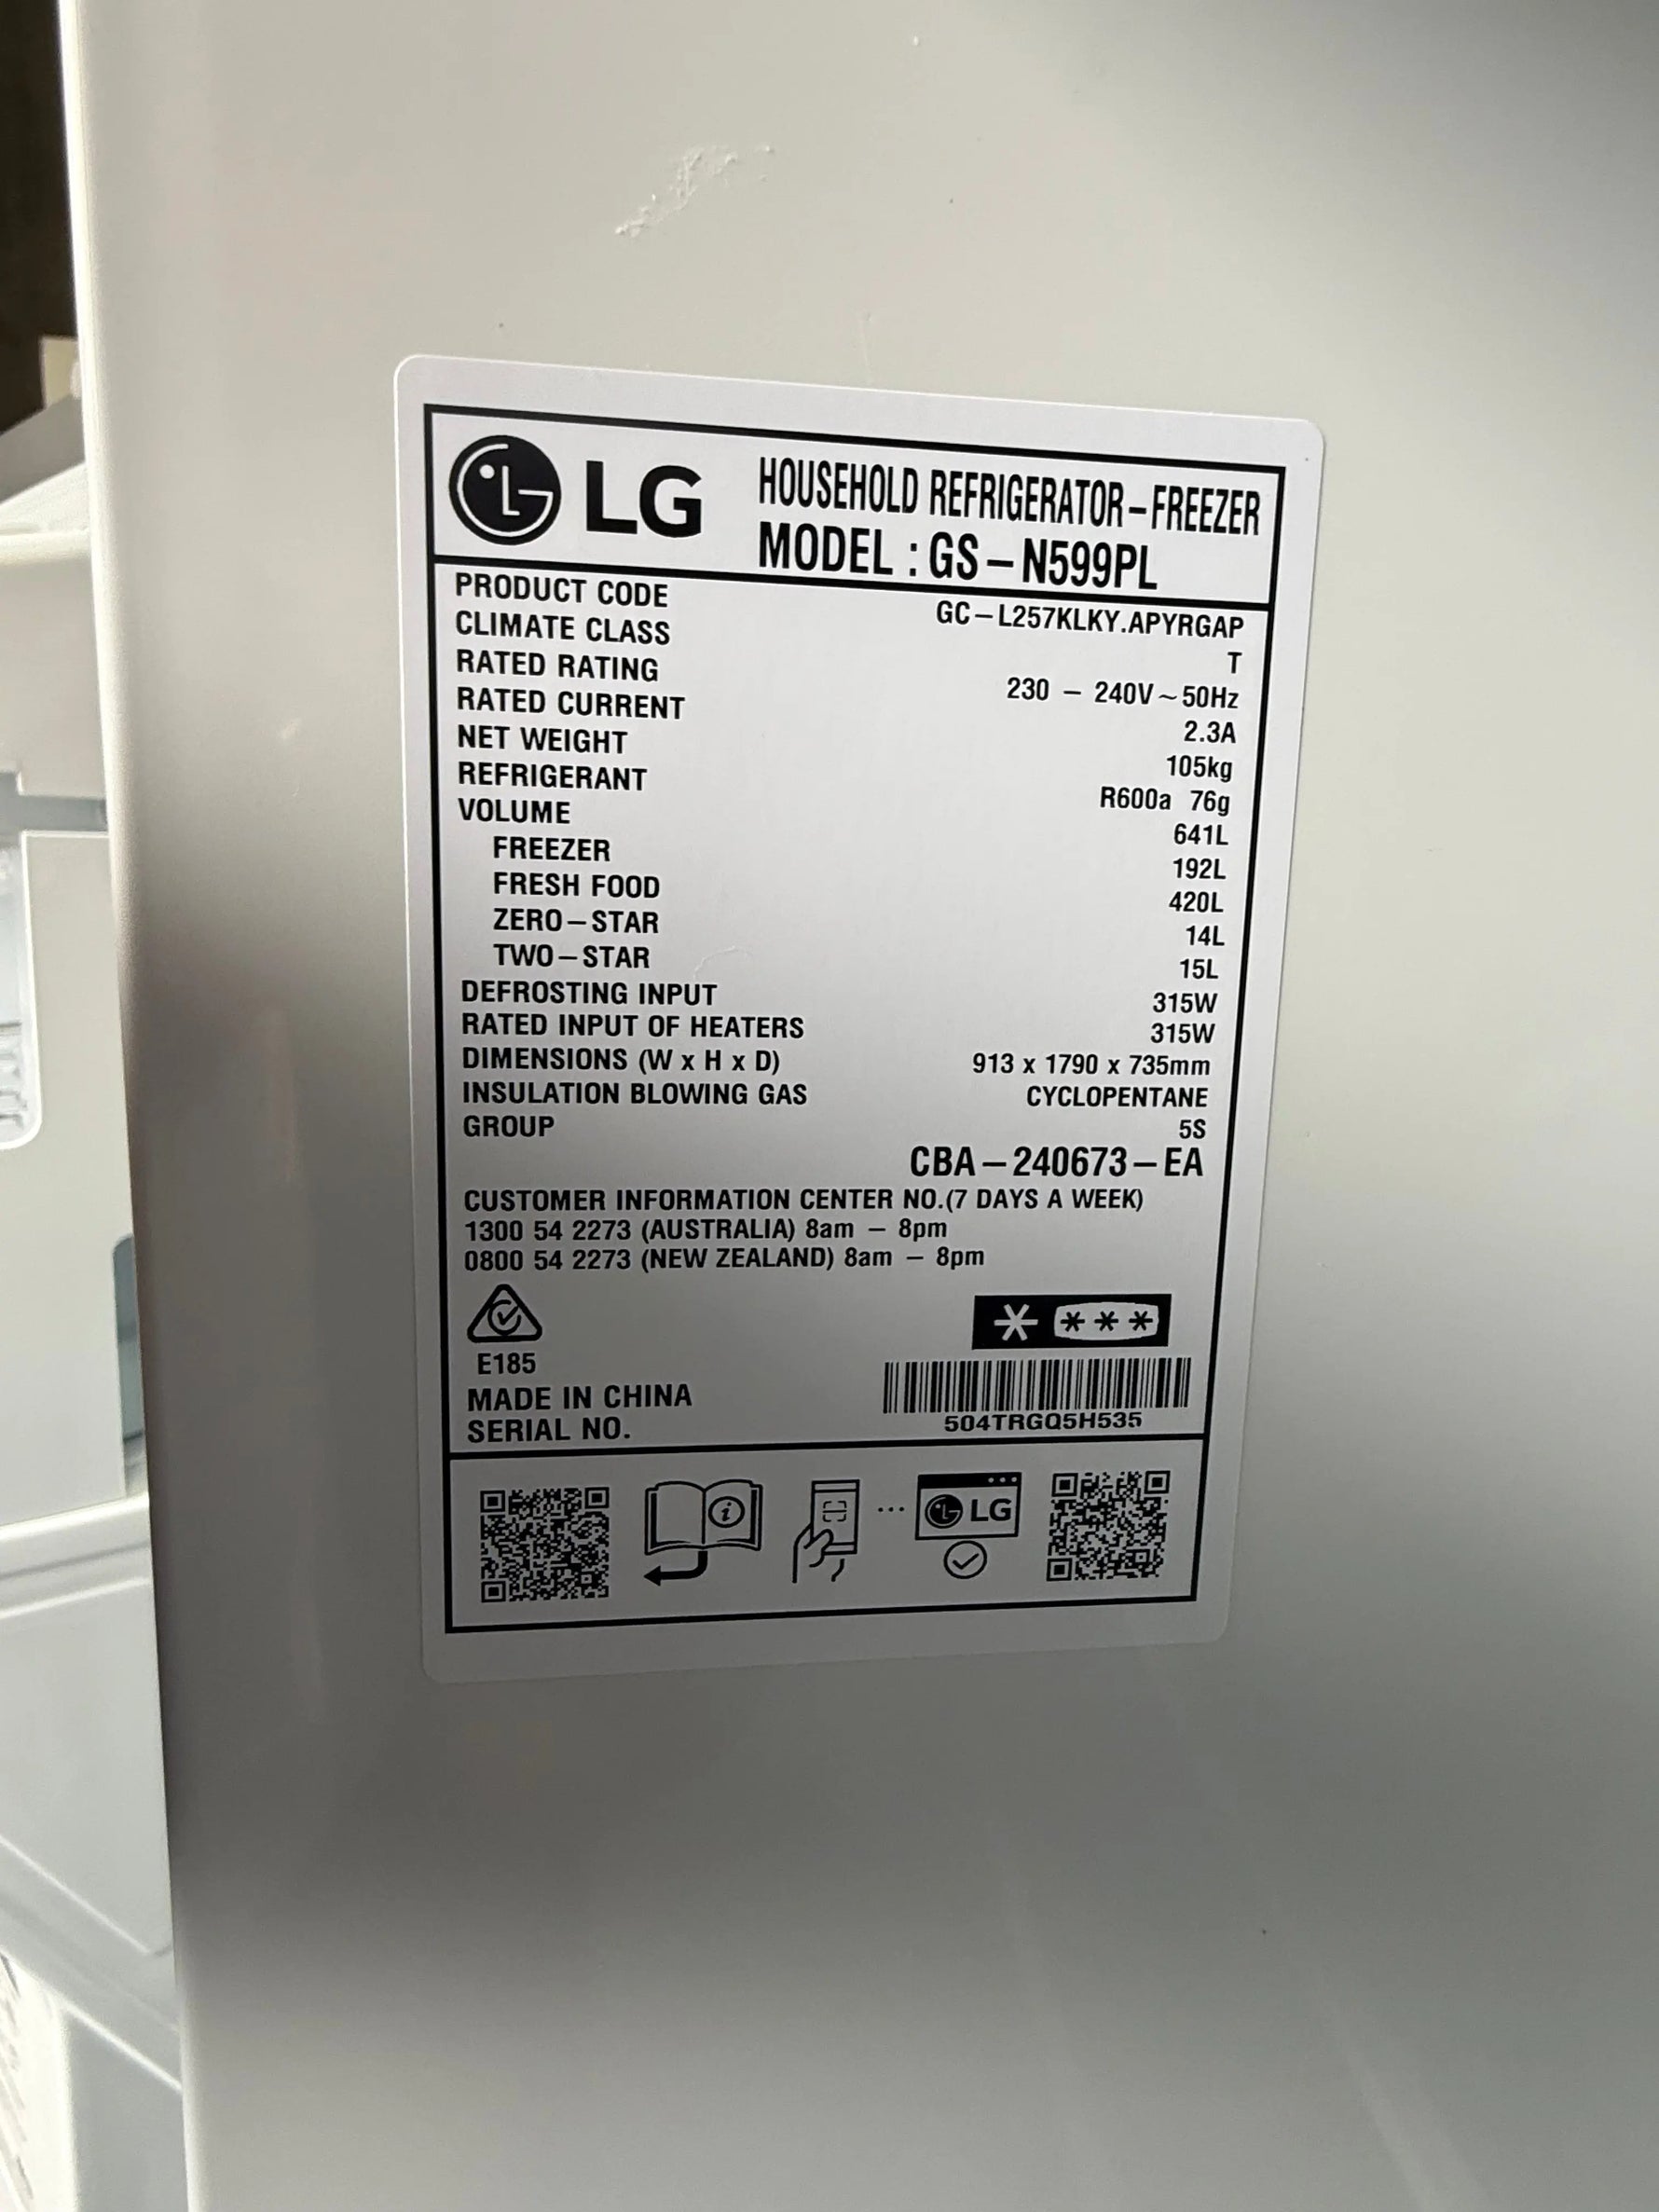 LG HOUSEHOLD REFRIGERATOR-FREEZER
MODEL : GS-N599PL
PRODUCT CODE GC-L257KLKY.APYRGAP
CLIMATE CLASS T
RATED RATING 230 - 240V~50Hz
RATED CURRENT 2.3A
NET WEIGHT 105kg
REFRIGERANT R600a 76g
VOLUME 641L
FREEZER 192L
FRESH FOOD 420L
ZERO-STAR 14L
TWO-STAR 15L
DEFROSTING INPUT 315W
RATED INPUT OF HEATERS 315W
DIMENSIONS (W x H x D) 913 x 1790 x 735mm
INSULATION BLOWING GAS CYCLOPENTANE
GROUP 5S
CBA-240673-EA
CUSTOMER INFORMATION CENTER NO.(7 DAYS A WEEK)
1300 54 2273 (AUSTRALIA) 8am - 8pm
0800 54 2273 (NEW ZEALAND) 8am - 8pm
E185
MADE IN CHINA
SERIAL NO. 504TRGQ5H535
LG